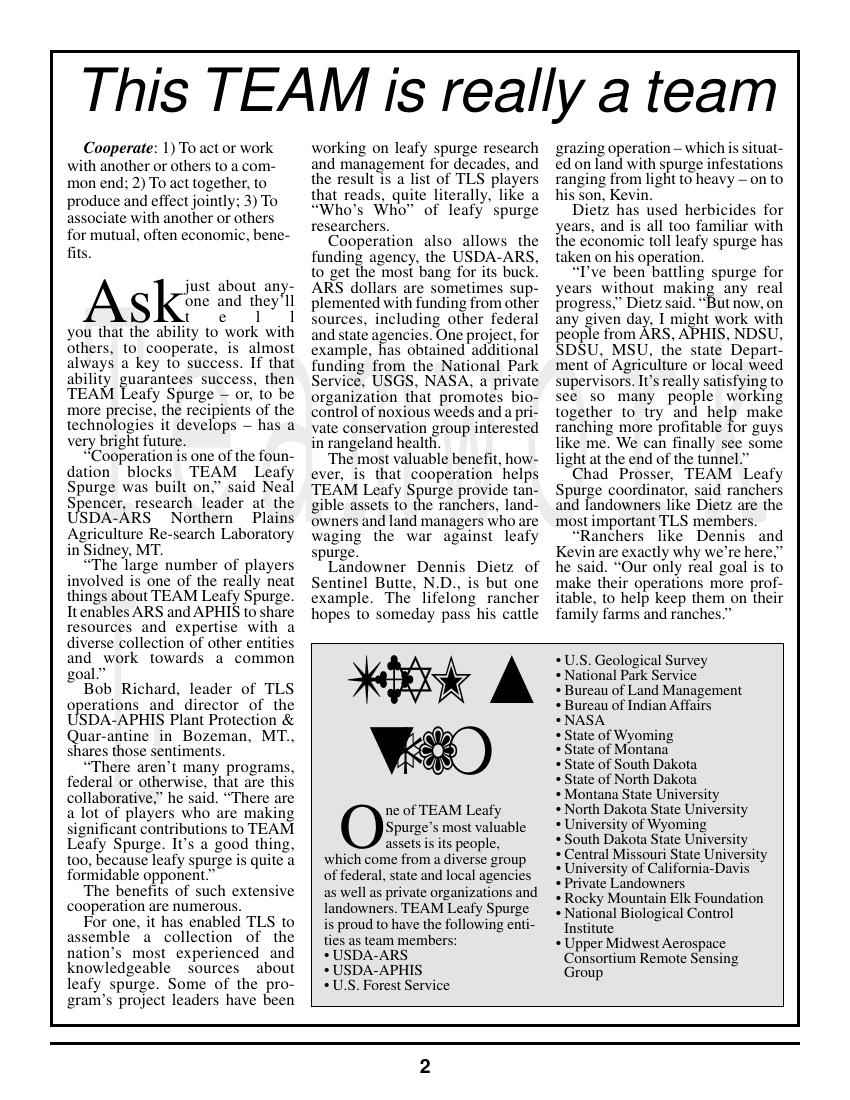 This TEAM is really a team
Cooperate: 1) To act or work
with another or others to a com-
mon end; 2) To act together, to
produce and effect jointly; 3) To
associate with another or others
for mutual, often economic, bene-
fits.
Ask just about any-
one and they'll
t e l l
you that the ability to work with
others, to cooperate, is almost
always a key to success. If that
ability guarantees success, then
TEAM Leafy Spurge – or, to be
more precise, the recipients of the
technologies it develops – has a
very bright future.
“Cooperation is one of the foun-
dation blocks TEAM Leafy
Spurge was built on,” said Neal
Spencer, research leader at the
USDA-ARS Northern Plains
Agriculture Re-search Laboratory
in Sidney, MT.
“The large number of players
involved is one of the really neat
things about TEAM Leafy Spurge.
It enables ARS and APHIS to share
resources and expertise with a
diverse collection of other entities
and work towards a common
goal.”
Bob Richard, leader of TLS
operations and director of the
USDA-APHIS Plant Protection &
Quar-antine in Bozeman, MT.,
shares those sentiments.
“There aren't many programs,
federal or otherwise, that are this
collaborative,” he said. “There are
a lot of players who are making
significant contributions to TEAM
Leafy Spurge. It's a good thing,
too, because leafy spurge is quite a
formidable opponent.”
The benefits of such extensive
cooperation are numerous.
For one, it has enabled TLS to
assemble a collection of the
nation's most experienced and
knowledgeable sources about
leafy spurge. Some of the pro-
gram's project leaders have been
working on leafy spurge research
and management for decades, and
the result is a list of TLS players
that reads, quite literally, like a
“Who's Who” of leafy spurge
researchers.
Cooperation also allows the
funding agency, the USDA-ARS,
to get the most bang for its buck.
ARS dollars are sometimes sup-
plemented with funding from other
sources, including other federal
and state agencies. One project, for
example, has obtained additional
funding from the National Park
Service, USGS, NASA, a private
organization that promotes bio-
control of noxious weeds and a pri-
vate conservation group interested
in rangeland health.
The most valuable benefit, how-
ever, is that cooperation helps
TEAM Leafy Spurge provide tan-
gible assets to the ranchers, land-
owners and land managers who are
waging the war against leafy
spurge.
Landowner Dennis Dietz of
Sentinel Butte, N.D., is but one
example. The lifelong rancher
hopes to someday pass his cattle
grazing operation – which is situat-
ed on land with spurge infestations
ranging from light to heavy – on to
his son, Kevin.
Dietz has used herbicides for
years, and is all too familiar with
the economic toll leafy spurge has
taken on his operation.
“I've been battling spurge for
years without making any real
progress,” Dietz said. “But now, on
any given day, I might work with
people from ARS, APHIS, NDSU,
SDSU, MSU, the state Depart-
ment of Agriculture or local weed
supervisors. It's really satisfying to
see so many people working
together to try and help make
ranching more profitable for guys
like me. We can finally see some
light at the end of the tunnel.”
Chad Prosser, TEAM Leafy
Spurge coordinator, said ranchers
and landowners like Dietz are the
most important TLS members.
“Ranchers like Dennis and
Kevin are exactly why we're here,”
he said. “Our only real goal is to
make their operations more prof-
itable, to help keep them on their
family farms and ranches.”
One of TEAM Leafy
Spurge's most valuable
assets is its people,
which come from a diverse group
of federal, state and local agencies
as well as private organizations and
landowners. TEAM Leafy Spurge
is proud to have the following enti-
ties as team members:
• USDA-ARS
• USDA-APHIS
• U.S. Forest Service
• U.S. Geological Survey
• National Park Service
• Bureau of Land Management
• Bureau of Indian Affairs
• NASA
• State of Wyoming
• State of Montana
• State of South Dakota
• State of North Dakota
• Montana State University
• North Dakota State University
• University of Wyoming
• South Dakota State University
• Central Missouri State University
• University of California-Davis
• Private Landowners
• Rocky Mountain Elk Foundation
• National Biological Control
Institute
• Upper Midwest Aerospace
Consortium Remote Sensing
Group
2